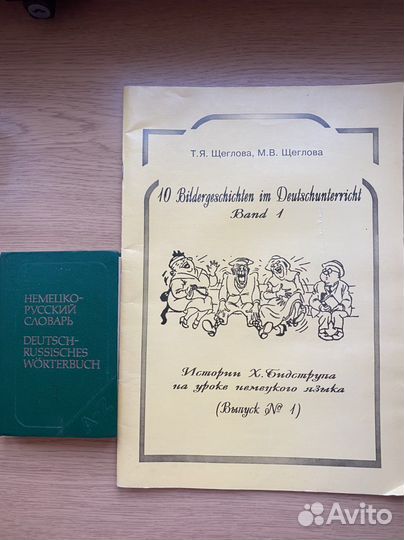 Т.Я. Щеглова, М.В. Щеглова
10 Bildergeschichten im Deutschunterricht
Band 1
Истории Х. Бидструпа
на уроке немецкого языка
(Выпуск № 1)
НЕМЕЦКО-
РУССКИЙ
СЛОВАРЬ
DEUTSCH-
RUSSISCHES
WÖRTERBUCH
Avito